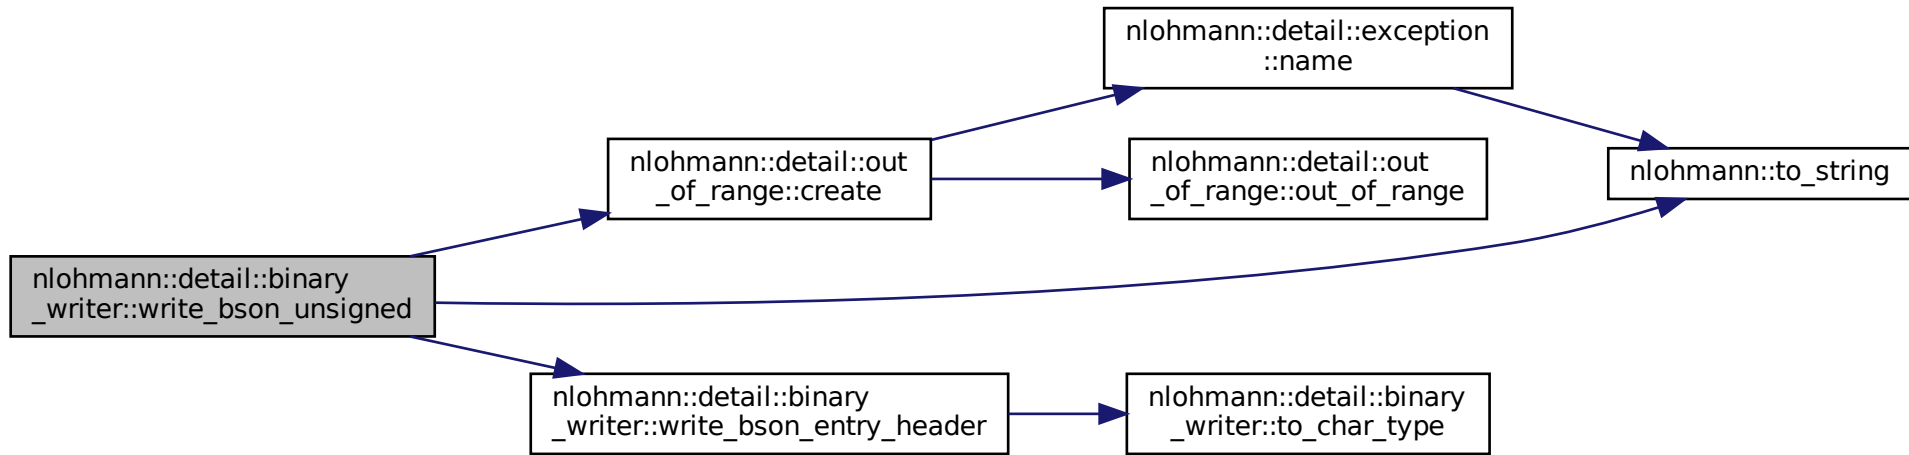 nlohmann::detail::exception
::name
nlohmann::detail::out
_of_range::create
nlohmann::detail::out
_of_range::out_of_range
nlohmann::to_string
nlohmann::detail::binary
_writer::write_bson_unsigned
nlohmann::detail::binary
_writer::write_bson_entry_header
nlohmann::detail::binary
_writer::to_char_type